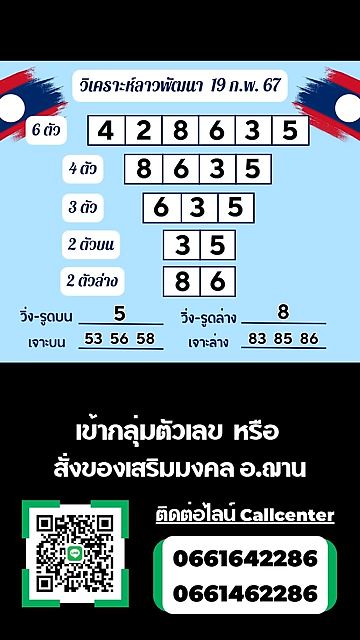 วิเคราะห์ลาวพัฒนา 19 ก.พ. 67
6 ตัว 4 2 8 6 3 5
4 ตัว 8 6 3 5
3 ตัว 6 3 5
2 ตัวบน 3 5
2 ตัวล่าง 8 6
วิ่ง-รูดบน 5 วิ่ง-รูดล่าง 8
เจาะบน 53 56 58 เจาะล่าง 83 85 86
เข้ากลุ่มตัวเลข หรือ
สั่งของเสริมมงคล อ.ฌาน
ติดต่อไลน์ Callcenter
0661642286
0661462286